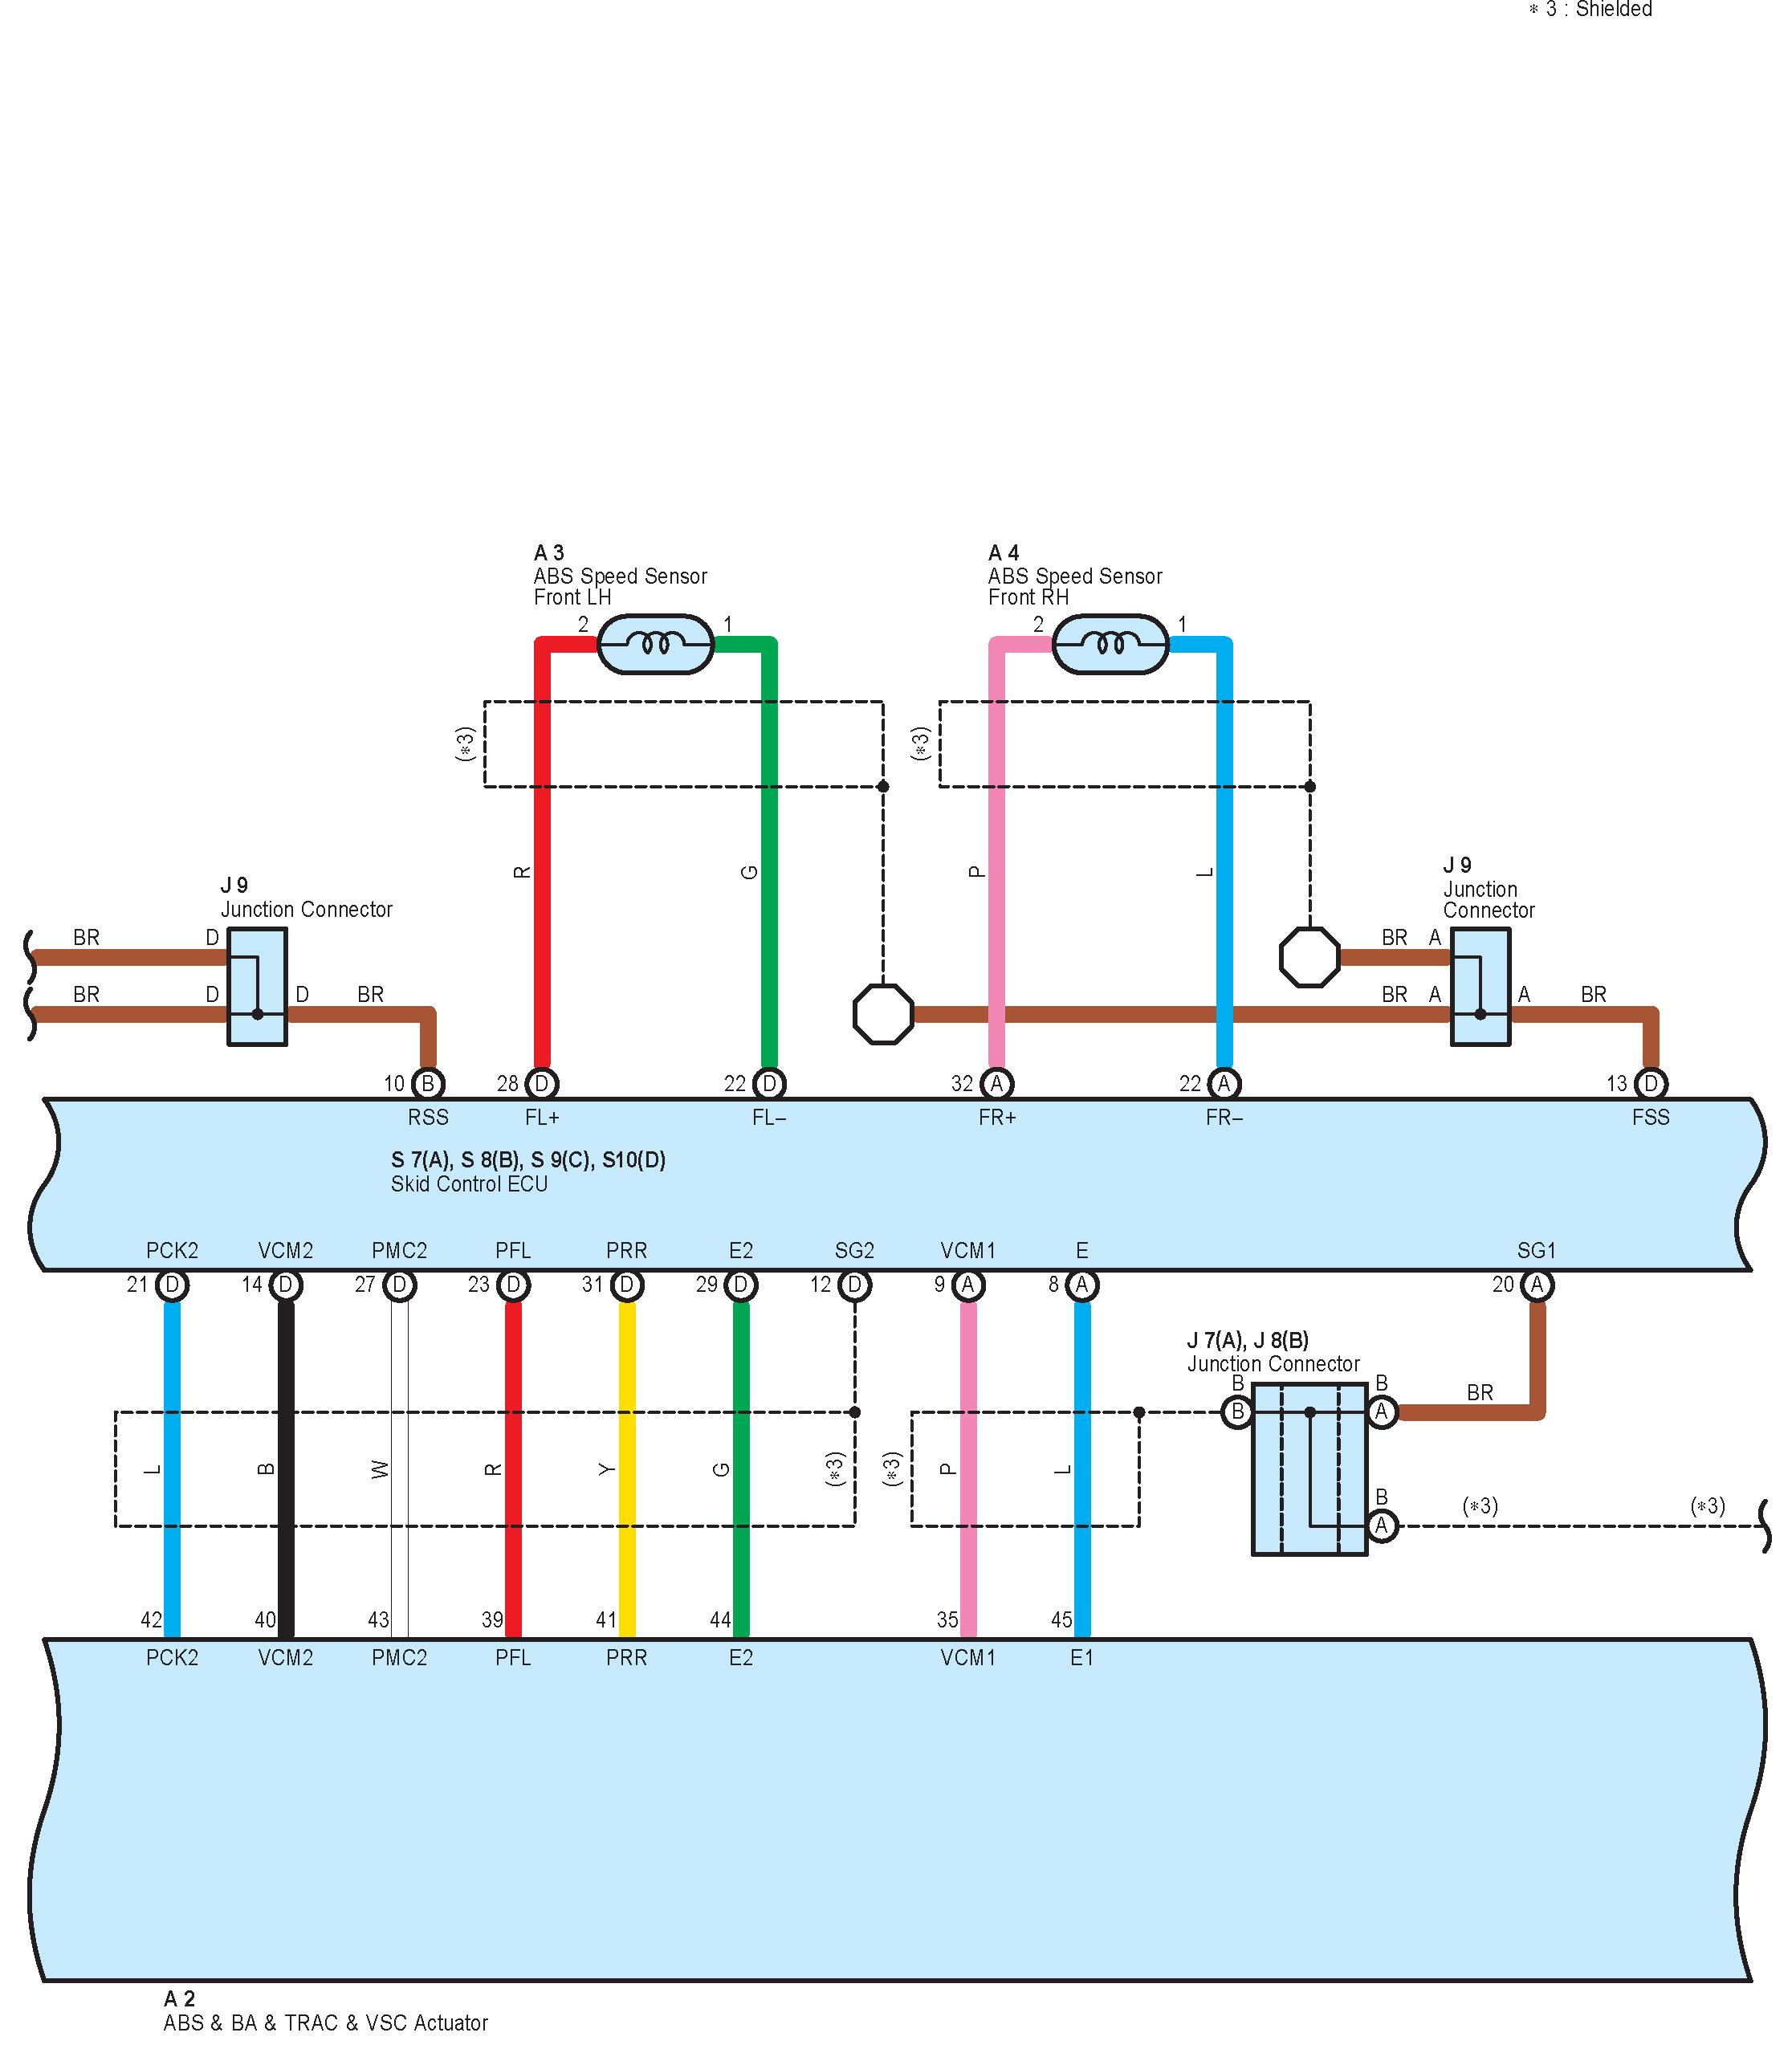 * 3 : Shielded
A 3
ABS Speed Sensor
Front LH
2 1
A 4
ABS Speed Sensor
Front RH
2 1
(*3) (*3)
R G P L
J 9
Junction Connector
BR D
BR D D BR
J 9
Junction
Connector
BR A
BR A A BR
10 B 28 D 22 D 32 A 22 A 13 D
RSS FL+ FL– FR+ FR– FSS
S 7(A), S 8(B), S 9(C), S10(D)
Skid Control ECU
PCK2 VCM2 PMC2 PFL PRR E2 SG2 VCM1 E SG1
21 D 14 D 27 D 23 D 31 D 29 D 12 D 9 A 8 A 20 A
J 7(A), J 8(B)
Junction Connector
B B
B A BR
L B W R Y G (*3) (*3) P L
B
A (*3) (*3)
42 40 43 39 41 44 35 45
PCK2 VCM2 PMC2 PFL PRR E2 VCM1 E1
A 2
ABS & BA & TRAC & VSC Actuator